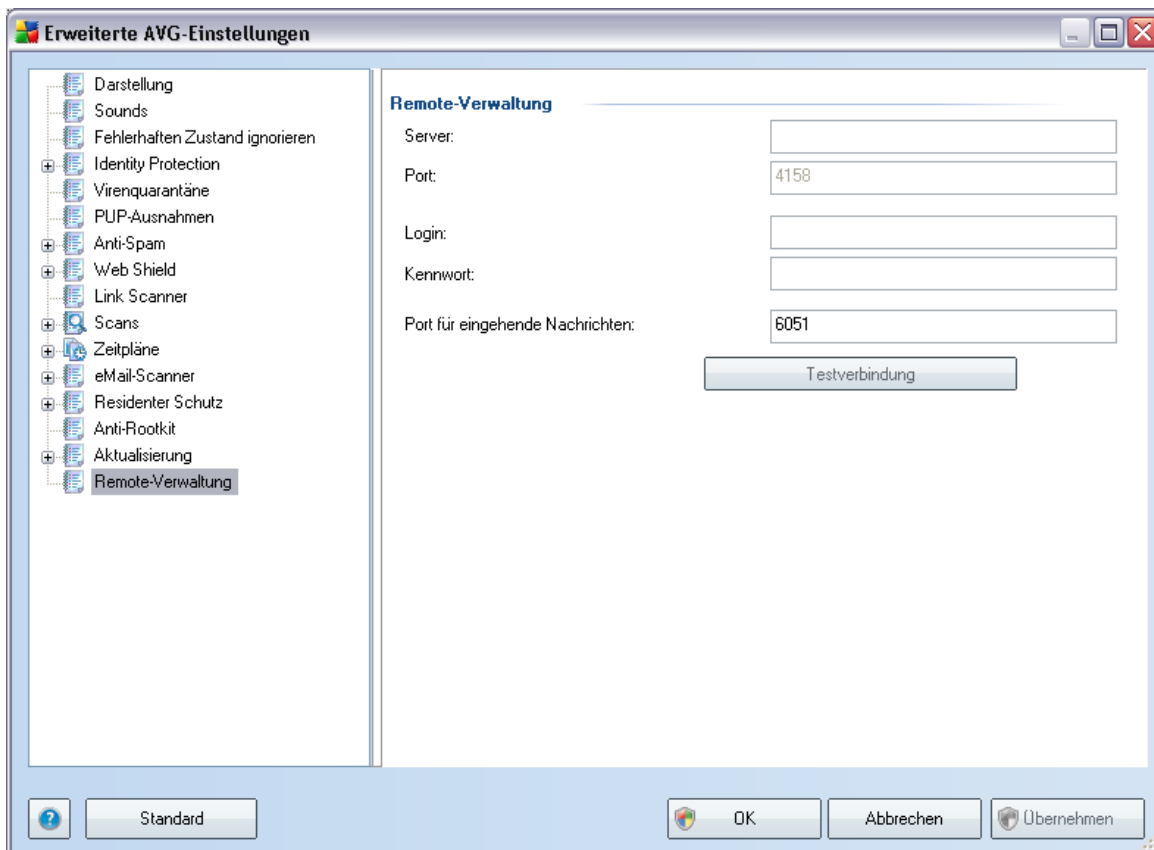 Erweiterte AVG-Einstellungen
Darstellung
Sounds
Fehlerhaften Zustand ignorieren
Identity Protection
Virenquarantäne
PUP-Ausnahmen
Anti-Spam
Web Shield
Link Scanner
Scans
Zeitpläne
eMail-Scanner
Residenter Schutz
Anti-Rootkit
Aktualisierung
Remote-Verwaltung
Remote-Verwaltung
Server:
Port: 4158
Login:
Kennwort:
Port für eingehende Nachrichten: 6051
Testverbindung
? Standard OK Abbrechen Übernehmen